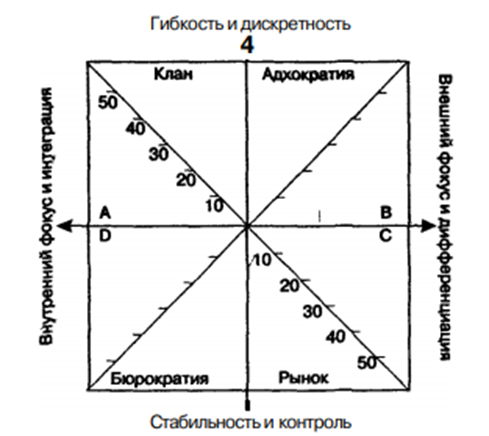 Гибкость и дискретность
4
Клан
Адхократия
50
40
30
20
10
Внутренний фокус и интеграция
Внешний фокус и дифференциация
A
B
D
C
10
20
30
40
50
Бюрократия
Рынок
Стабильность и контроль